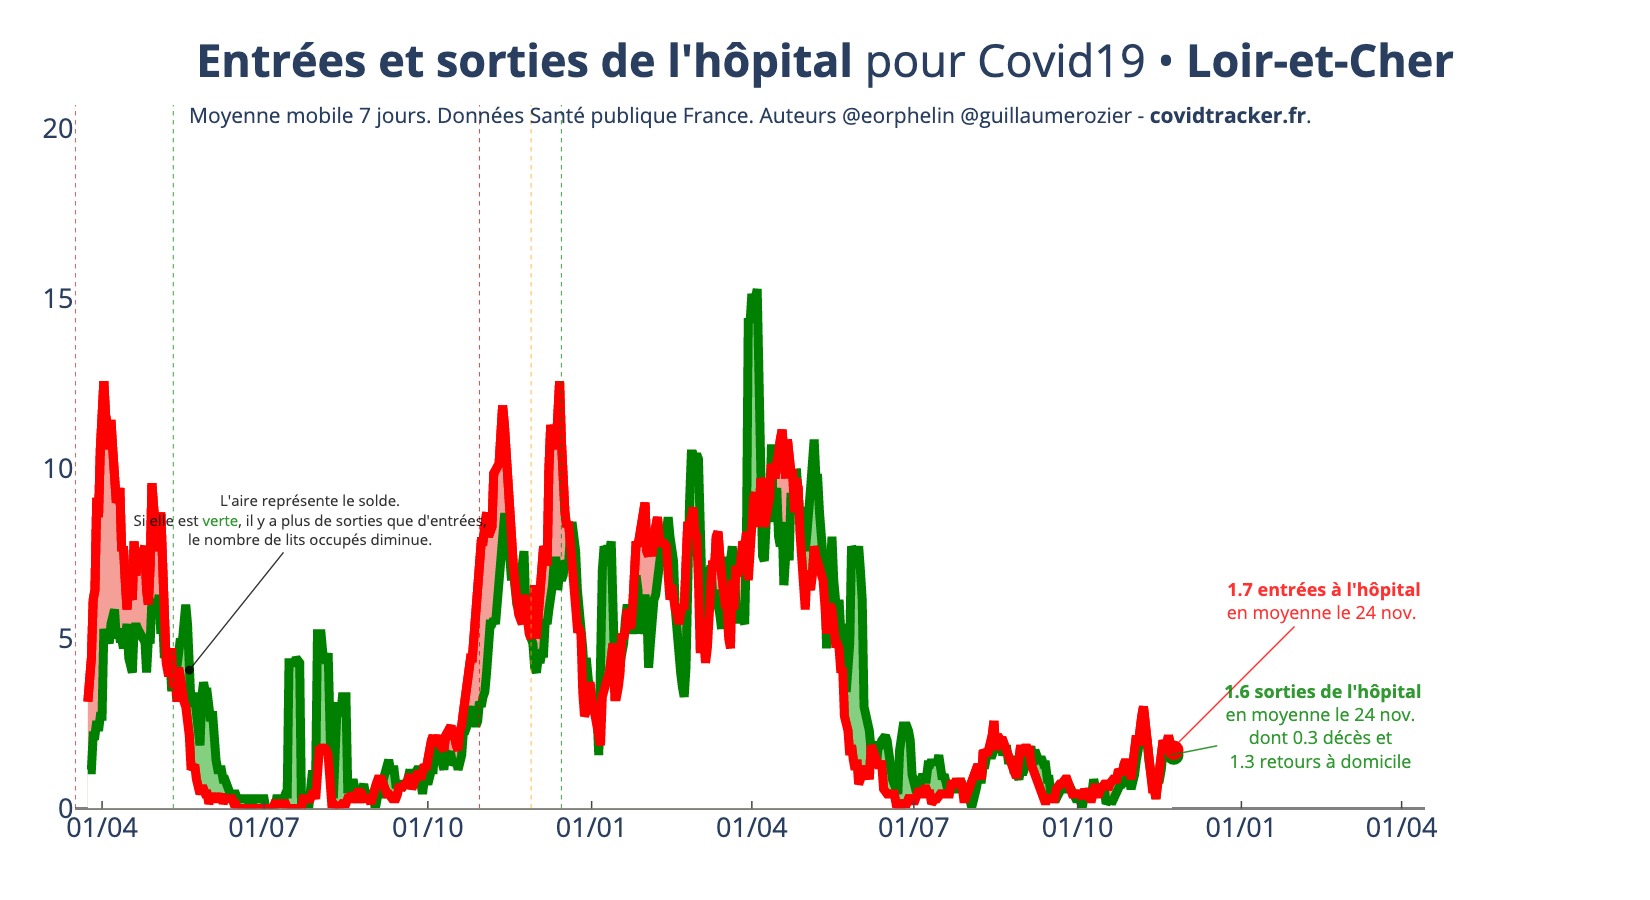 Entrées et sorties de l'hôpital pour Covid19 • Loir-et-Cher
Moyenne mobile 7 jours. Données Santé publique France. Auteurs @eorphelin @guillaumerozier - covidtracker.fr.
20
15
10
5
0
L'aire représente le solde.
Si elle est verte, il y a plus de sorties que d'entrées,
le nombre de lits occupés diminue.
1.7 entrées à l'hôpital
en moyenne le 24 nov.
1.6 sorties de l'hôpital
en moyenne le 24 nov.
dont 0.3 décès et
1.3 retours à domicile
01/04 01/07 01/10 01/01 01/04 01/07 01/10 01/01 01/04